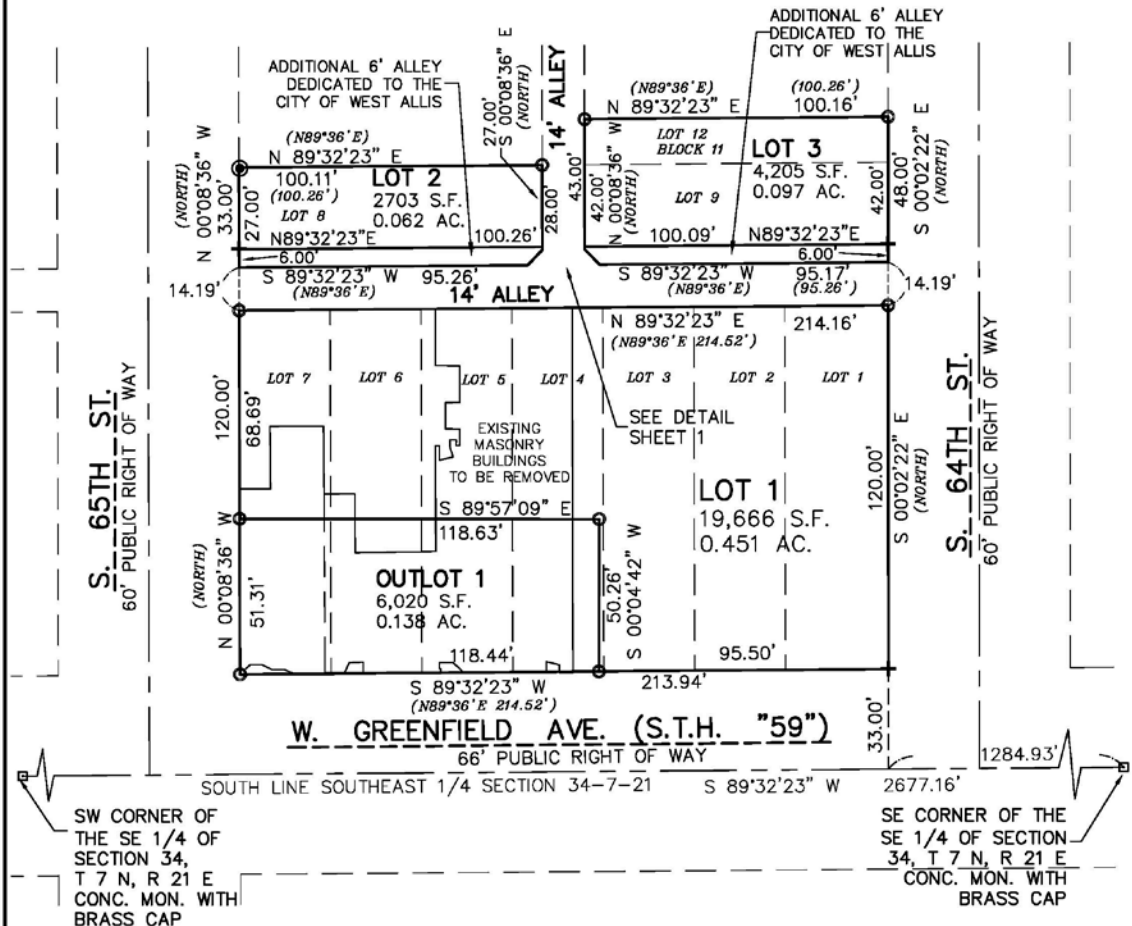 ADDITIONAL 6' ALLEY
DEDICATED TO THE
CITY OF WEST ALLIS
ADDITIONAL 6' ALLEY
DEDICATED TO THE
CITY OF WEST ALLIS
14' ALLEY
27.00'
S 00°08'36" E
(NORTH)
(N89°36'E)
N 89°32'23" E
100.11'
(100.26')
LOT 8
LOT 2
2703 S.F.
0.062 AC.
(NORTH)
N 00°08'36" W
33.00'
27.00'
28.00'
N89°32'23"E
100.26'
6.00'
S 89°32'23" W 95.26'
(N89°36'E)
14.19'
(N89°36'E)
(100.26')
N 89°32'23" E
100.16'
LOT 12
BLOCK 11
LOT 3
4,205 S.F.
0.097 AC.
LOT 9
43.00'
42.00'
N 00°08'36" W
(NORTH)
42.00'
48.00'
S 00°02'22" E
(NORTH)
100.09'
N89°32'23"E
6.00'
S 89°32'23" W
95.17'
(N89°36'E)
(95.26')
14.19'
14' ALLEY
N 89°32'23" E
214.16'
(N89°36'E 214.52')
LOT 7
LOT 6
LOT 5
LOT 4
LOT 3
LOT 2
LOT 1
SEE DETAIL
SHEET 1
EXISTING
MASONRY
BUILDINGS
TO BE REMOVED
S. 65TH ST.
60' PUBLIC RIGHT OF WAY
120.00'
68.69'
(NORTH)
N 00°08'36" W
51.31'
S 89°57'09" E
118.63'
OUTLOT 1
6,020 S.F.
0.138 AC.
50.26'
S 00°04'42" W
LOT 1
19,666 S.F.
0.451 AC.
120.00'
S 00°02'22" E
(NORTH)
S. 64TH ST.
60' PUBLIC RIGHT OF WAY
118.44'
95.50'
S 89°32'23" W
213.94'
(N89°36'E 214.52')
W. GREENFIELD AVE. (S.T.H. "59")
66' PUBLIC RIGHT OF WAY
33.00'
1284.93'
SOUTH LINE SOUTHEAST 1/4 SECTION 34-7-21
S 89°32'23" W
2677.16'
SW CORNER OF
THE SE 1/4 OF
SECTION 34,
T 7 N, R 21 E
CONC. MON. WITH
BRASS CAP
SE CORNER OF THE
SE 1/4 OF SECTION
34, T 7 N, R 21 E
CONC. MON. WITH
BRASS CAP